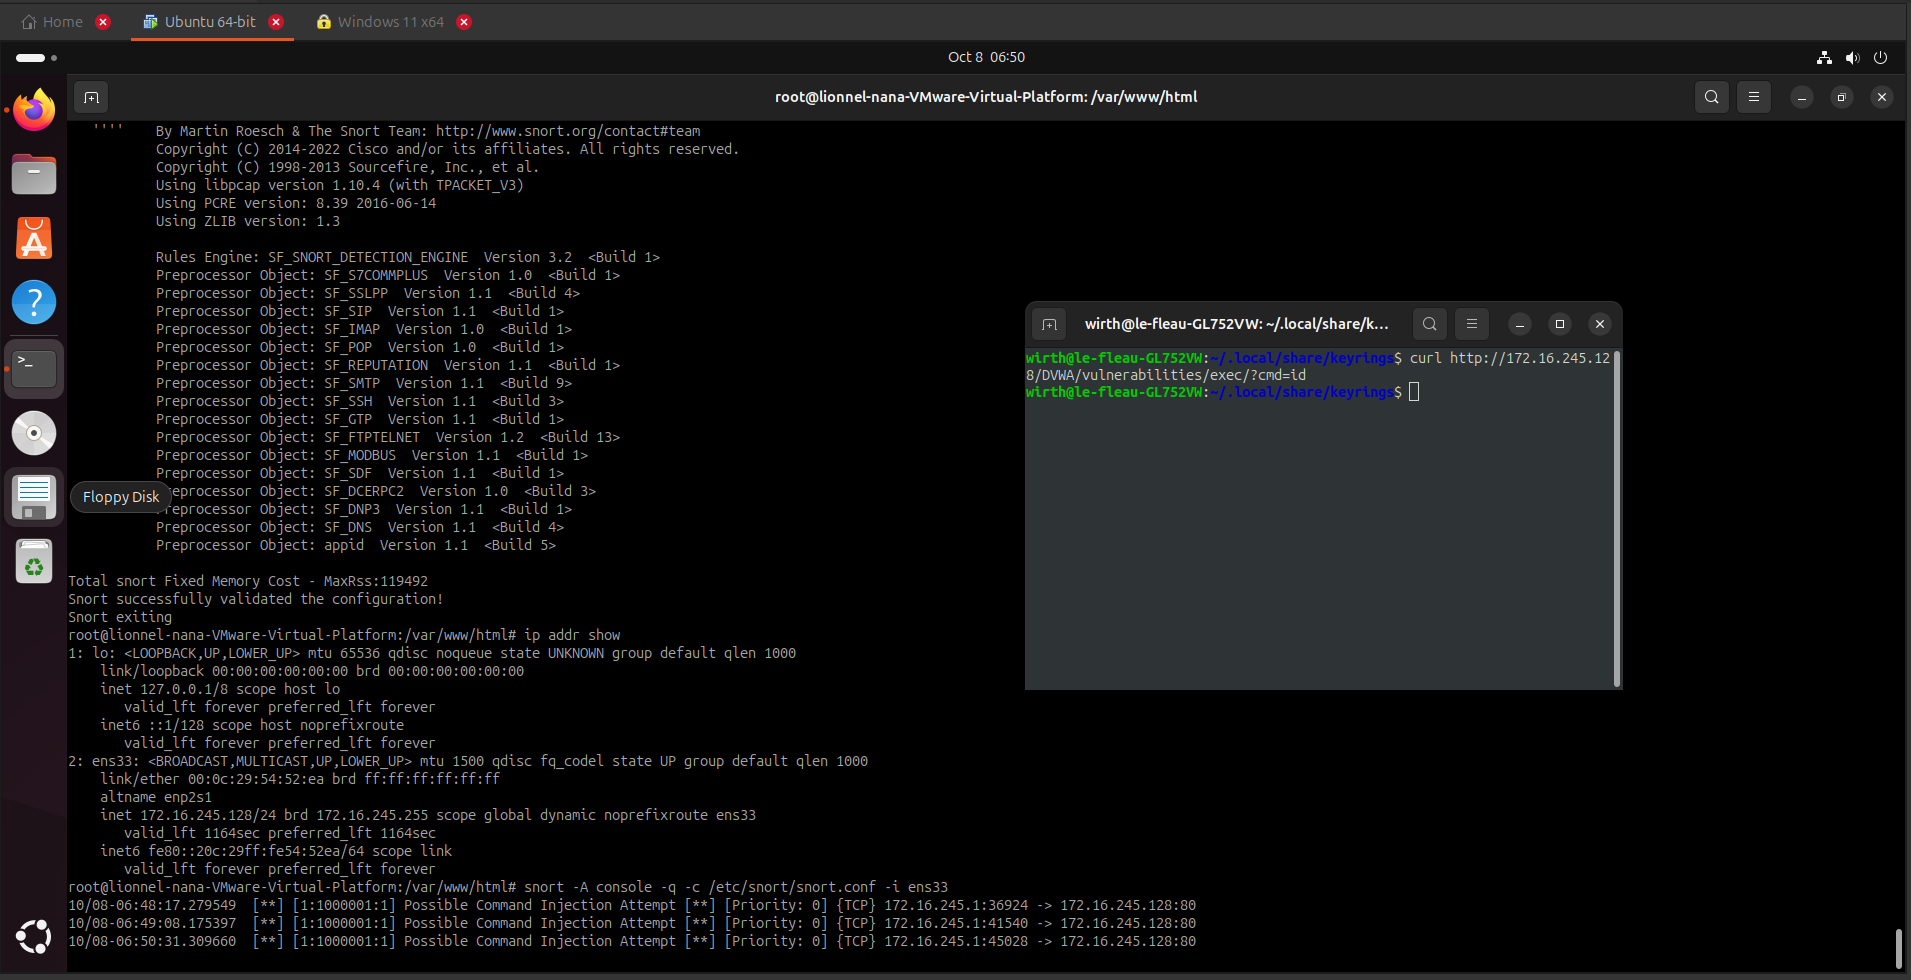 Home
Ubuntu 64-bit
Windows 11 x64
Oct 8 06:50
root@lionnel-nana-VMware-Virtual-Platform: /var/www/html
'''' By Martin Roesch & The Snort Team: http://www.snort.org/contact#team
Copyright (C) 2014-2022 Cisco and/or its affiliates. All rights reserved.
Copyright (C) 1998-2013 Sourcefire, Inc., et al.
Using libpcap version 1.10.4 (with TPACKET_V3)
Using PCRE version: 8.39 2016-06-14
Using ZLIB version: 1.3
Rules Engine: SF_SNORT_DETECTION_ENGINE Version 3.2 <Build 1>
Preprocessor Object: SF_S7COMMPLUS Version 1.0 <Build 1>
Preprocessor Object: SF_SSLPP Version 1.1 <Build 4>
Preprocessor Object: SF_SIP Version 1.1 <Build 1>
Preprocessor Object: SF_IMAP Version 1.0 <Build 1>
Preprocessor Object: SF_POP Version 1.0 <Build 1>
Preprocessor Object: SF_REPUTATION Version 1.1 <Build 1>
Preprocessor Object: SF_SMTP Version 1.1 <Build 9>
Preprocessor Object: SF_SSH Version 1.1 <Build 3>
Preprocessor Object: SF_GTP Version 1.1 <Build 1>
Preprocessor Object: SF_FTPTELNET Version 1.2 <Build 13>
Preprocessor Object: SF_MODBUS Version 1.1 <Build 1>
Preprocessor Object: SF_SDF Version 1.1 <Build 1>
Floppy Disk
eprocessor Object: SF_DCERPC2 Version 1.0 <Build 3>
Preprocessor Object: SF_DNP3 Version 1.1 <Build 1>
Preprocessor Object: SF_DNS Version 1.1 <Build 4>
Preprocessor Object: appid Version 1.1 <Build 5>
Total snort Fixed Memory Cost - MaxRss:119492
Snort successfully validated the configuration!
Snort exiting
root@lionnel-nana-VMware-Virtual-Platform:/var/www/html# ip addr show
1: lo: <LOOPBACK,UP,LOWER_UP> mtu 65536 qdisc noqueue state UNKNOWN group default qlen 1000
link/loopback 00:00:00:00:00:00 brd 00:00:00:00:00:00
inet 127.0.0.1/8 scope host lo
valid_lft forever preferred_lft forever
inet6 ::1/128 scope host noprefixroute
valid_lft forever preferred_lft forever
2: ens33: <BROADCAST,MULTICAST,UP,LOWER_UP> mtu 1500 qdisc fq_codel state UP group default qlen 1000
link/ether 00:0c:29:54:52:ea brd ff:ff:ff:ff:ff:ff
altname enp2s1
inet 172.16.245.128/24 brd 172.16.245.255 scope global dynamic noprefixroute ens33
valid_lft 1164sec preferred_lft 1164sec
inet6 fe80::20c:29ff:fe54:52ea/64 scope link
valid_lft forever preferred_lft forever
root@lionnel-nana-VMware-Virtual-Platform:/var/www/html# snort -A console -q -c /etc/snort/snort.conf -i ens33
10/08-06:48:17.279549 [**] [1:1000001:1] Possible Command Injection Attempt [**] [Priority: 0] {TCP} 172.16.245.1:36924 -> 172.16.245.128:80
10/08-06:49:08.175397 [**] [1:1000001:1] Possible Command Injection Attempt [**] [Priority: 0] {TCP} 172.16.245.1:41540 -> 172.16.245.128:80
10/08-06:50:31.309660 [**] [1:1000001:1] Possible Command Injection Attempt [**] [Priority: 0] {TCP} 172.16.245.1:45028 -> 172.16.245.128:80
wirth@le-fleau-GL752VW: ~/.local/share/k...
wirth@le-fleau-GL752VW:~/.local/share/keyrings$ curl http://172.16.245.12
8/DVWA/vulnerabilities/exec/?cmd=id
wirth@le-fleau-GL752VW:~/.local/share/keyrings$